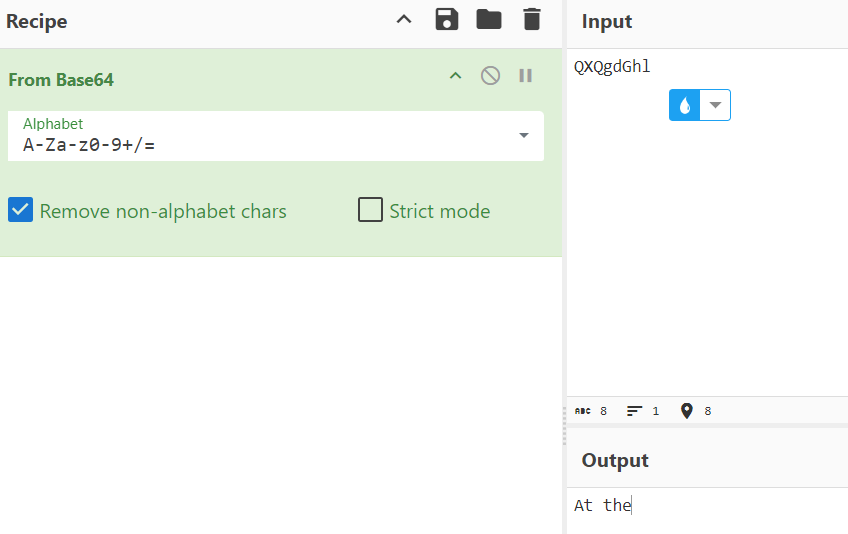 Recipe
From Base64
Alphabet
A-Za-z0-9+/=
Remove non-alphabet chars
Strict mode
Input
QXQgdGhl
ABC 8 1 8
Output
At the